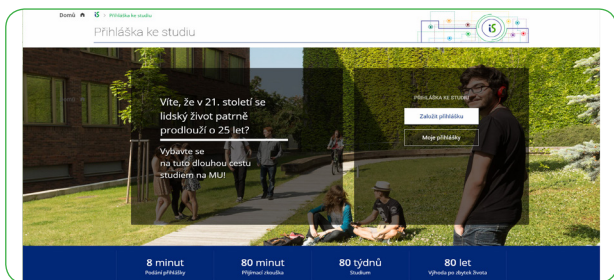 Domů iS > Přihláška ke studiu
Přihláška ke studiu
iS
Víte, že v 21. století se
lidský život patrně
prodlouží o 25 let?
Vybavte se
na tuto dlouhou cestu
studiem na MU!
PŘIHLÁŠKA KE STUDIU
Založit přihlášku
Moje přihlášky
8 minut
Podání přihlášky
80 minut
Přijímací zkouška
80 týdnů
Studium
80 let
Výhoda po zbytek života